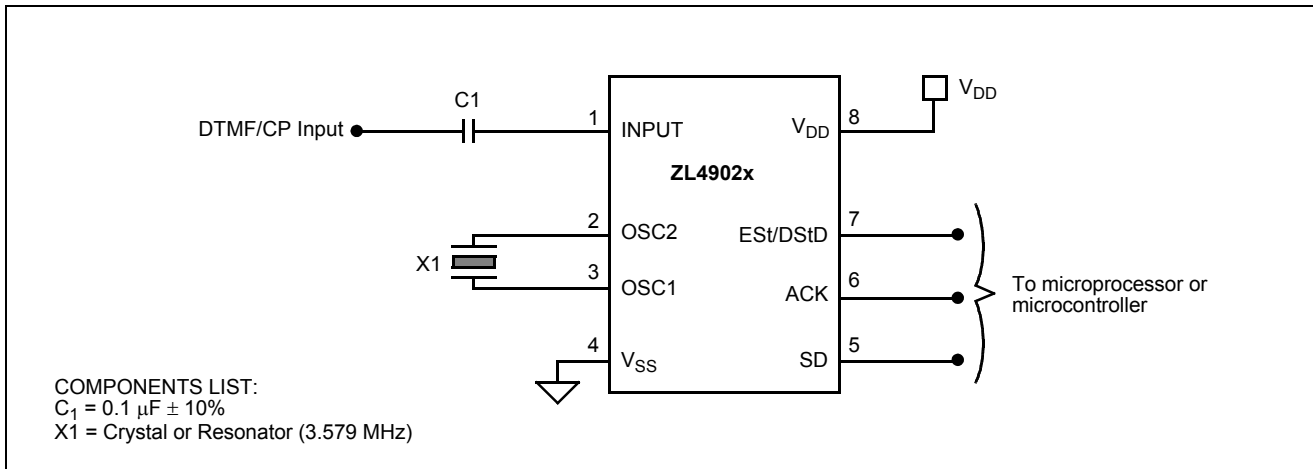 C1
DTMF/CP Input
1
INPUT
V_DD
8
V_DD
ZL4902x
2
OSC2
ESt/DStD
7
X1
3
OSC1
ACK
6
To microprocessor or
microcontroller
4
V_SS
SD
5
COMPONENTS LIST:
C_1 = 0.1 μF ± 10%
X1 = Crystal or Resonator (3.579 MHz)